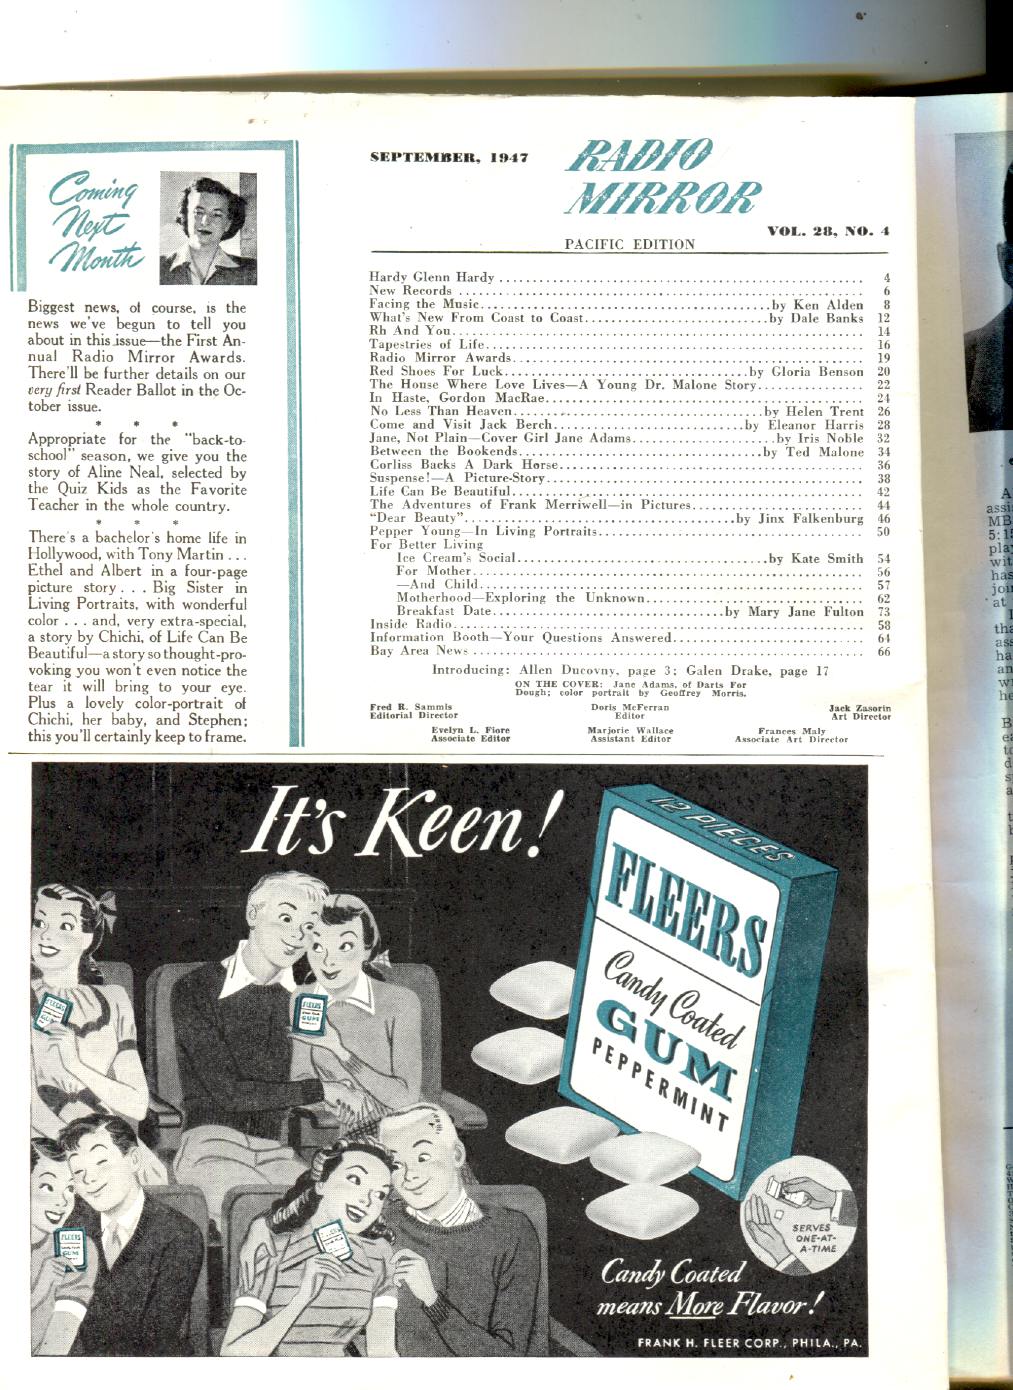 Coming
Next
Month
Biggest news, of course, is the
news we've begun to tell you
about in this issue—the First An-
nual Radio Mirror Awards.
There'll be further details on our
very first Reader Ballot in the Oc-
tober issue.
* * *
Appropriate for the "back-to-
school" season, we give you the
story of Aline Neal, selected by
the Quiz Kids as the Favorite
Teacher in the whole country.
* * *
There's a bachelor's home life in
Hollywood, with Tony Martin . . .
Ethel and Albert in a four-page
picture story . . . Big Sister in
Living Portraits, with wonderful
color . . . and, very extra-special,
a story by Chichi, of Life Can Be
Beautiful—a story so thought-pro-
voking you won't even notice the
tear it will bring to your eye.
Plus a lovely color-portrait of
Chichi, her baby, and Stephen;
this you'll certainly keep to frame.
SEPTEMBER, 1947
RADIO
MIRROR
VOL. 28, NO. 4
PACIFIC EDITION
Hardy Glenn Hardy 4
New Records 6
Facing the Music by Ken Alden 8
What's New From Coast to Coast by Dale Banks 12
Rh And You 14
Tapestries of Life 16
Radio Mirror Awards 19
Red Shoes For Luck by Gloria Benson 20
The House Where Love Lives—A Young Dr. Malone Story 22
In Haste, Gordon MacRae 24
No Less Than Heaven by Helen Trent 26
Come and Visit Jack Berch by Eleanor Harris 28
Jane, Not Plain—Cover Girl Jane Adams by Iris Noble 32
Between the Bookends by Ted Malone 34
Corliss Backs A Dark Horse 36
Suspense!—A Picture-Story 38
Life Can Be Beautiful 42
The Adventures of Frank Merriwell—in Pictures 44
"Dear Beauty" by Jinx Falkenburg 46
Pepper Young—In Living Portraits 50
For Better Living
Ice Cream's Social by Kate Smith 54
For Mother 56
—And Child 57
Motherhood—Exploring the Unknown 62
Breakfast Date by Mary Jane Fulton 73
Inside Radio 58
Information Booth—Your Questions Answered 64
Bay Area News 66
Introducing: Allen Ducovny, page 3; Galen Drake, page 17
ON THE COVER: Jane Adams, of Darts For
Dough; color portrait by Geoffrey Morris.
Fred R. Sammis
Editorial Director
Doris McFerran
Editor
Jack Zasorin
Art Director
Evelyn L. Fiore
Associate Editor
Marjorie Wallace
Assistant Editor
Frances Maly
Associate Art Director
It's Keen!
12 PIECES
FLEERS
Candy Coated
GUM
PEPPERMINT
FLEERS
GUM
FLEERS
GUM
FLEERS
GUM
SERVES
ONE-AT-
A-TIME
Candy Coated
means More Flavor!
FRANK H. FLEER CORP., PHILA., PA.